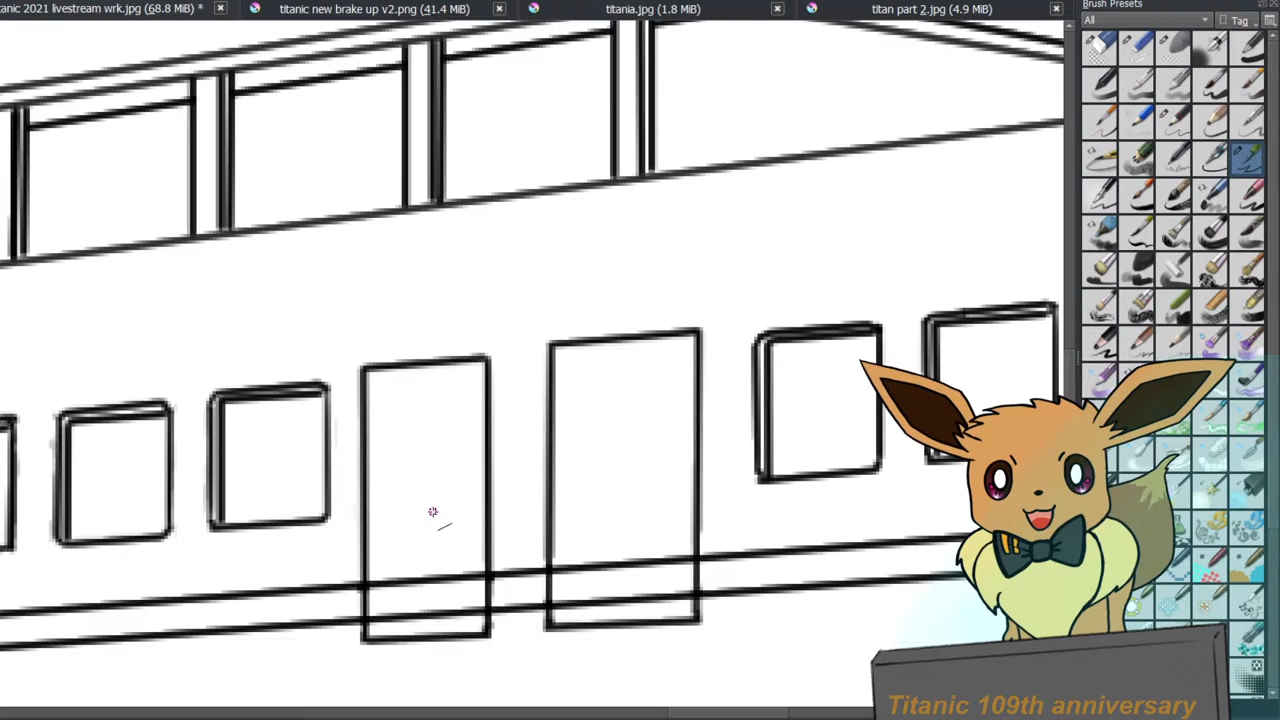 tanic 2021 livestream wrk.jpg (68.8 MiB) *
titanic new brake up v2.png (41.4 MiB)
titania.jpg (1.8 MiB)
titan part 2.jpg (4.9 MiB)
Brush Presets
All
Tag
Titanic 109th anniversary